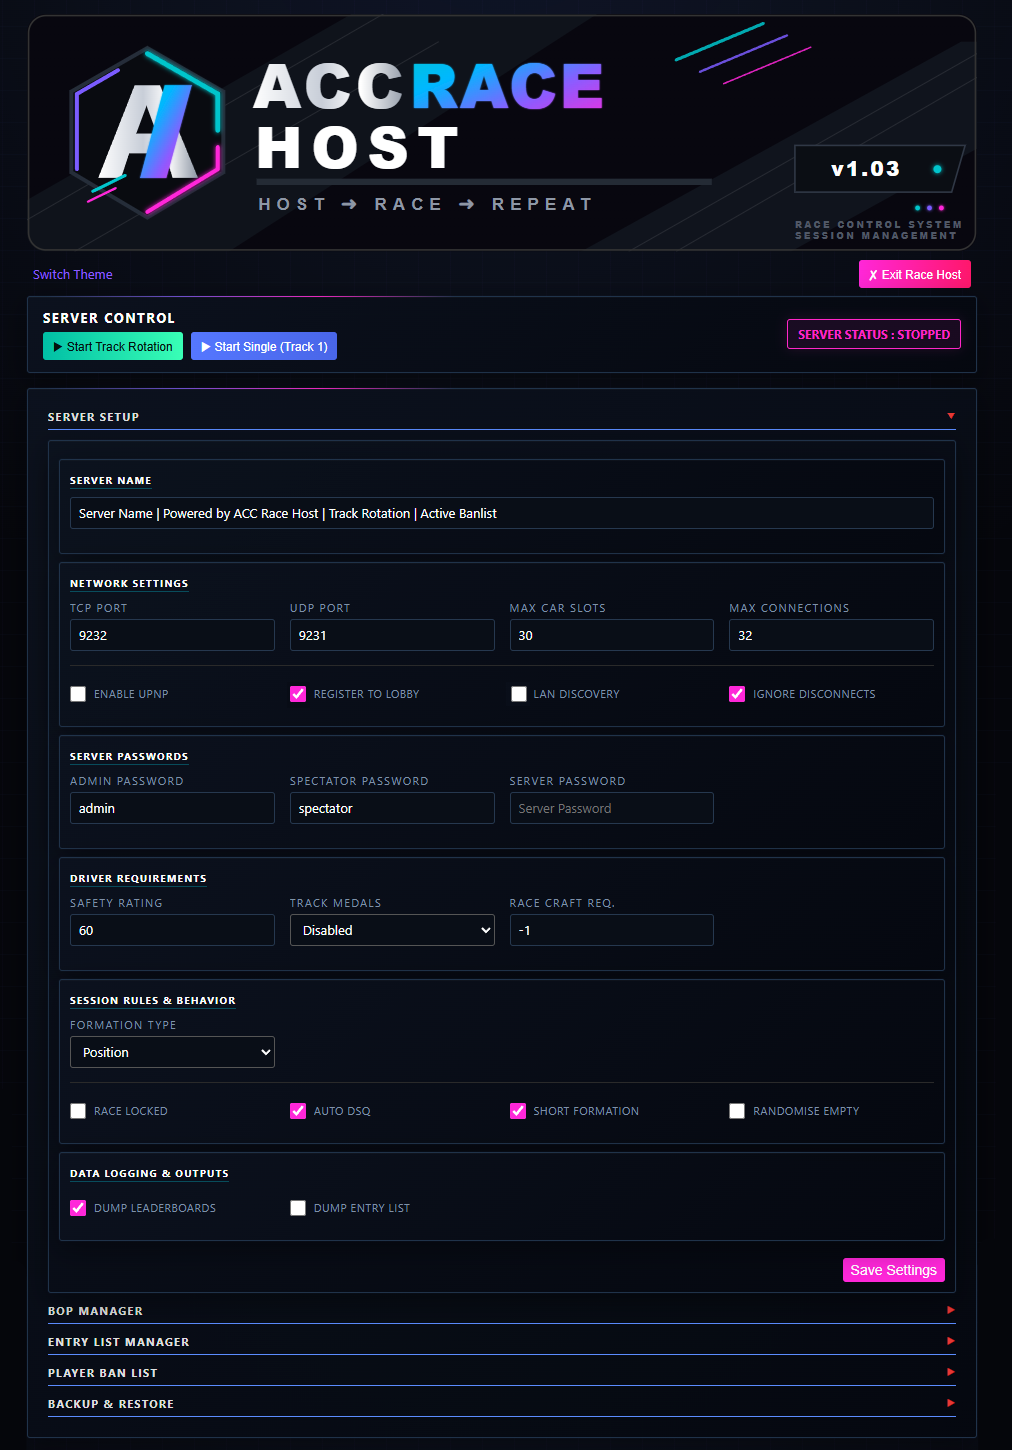 ACCRACE
HOST
HOST ➜ RACE ➜ REPEAT
v1.03
RACE CONTROL SYSTEM
SESSION MANAGEMENT
Switch Theme
✗ Exit Race Host
SERVER CONTROL
▶ Start Track Rotation
▶ Start Single (Track 1)
SERVER STATUS : STOPPED
SERVER SETUP
SERVER NAME
Server Name | Powered by ACC Race Host | Track Rotation | Active Banlist
NETWORK SETTINGS
TCP PORT UDP PORT MAX CAR SLOTS MAX CONNECTIONS
9232 9231 30 32
ENABLE UPNP REGISTER TO LOBBY LAN DISCOVERY IGNORE DISCONNECTS
SERVER PASSWORDS
ADMIN PASSWORD SPECTATOR PASSWORD SERVER PASSWORD
admin spectator Server Password
DRIVER REQUIREMENTS
SAFETY RATING TRACK MEDALS RACE CRAFT REQ.
60 Disabled -1
SESSION RULES & BEHAVIOR
FORMATION TYPE
Position
RACE LOCKED AUTO DSQ SHORT FORMATION RANDOMISE EMPTY
DATA LOGGING & OUTPUTS
DUMP LEADERBOARDS DUMP ENTRY LIST
Save Settings
BOP MANAGER
ENTRY LIST MANAGER
PLAYER BAN LIST
BACKUP & RESTORE